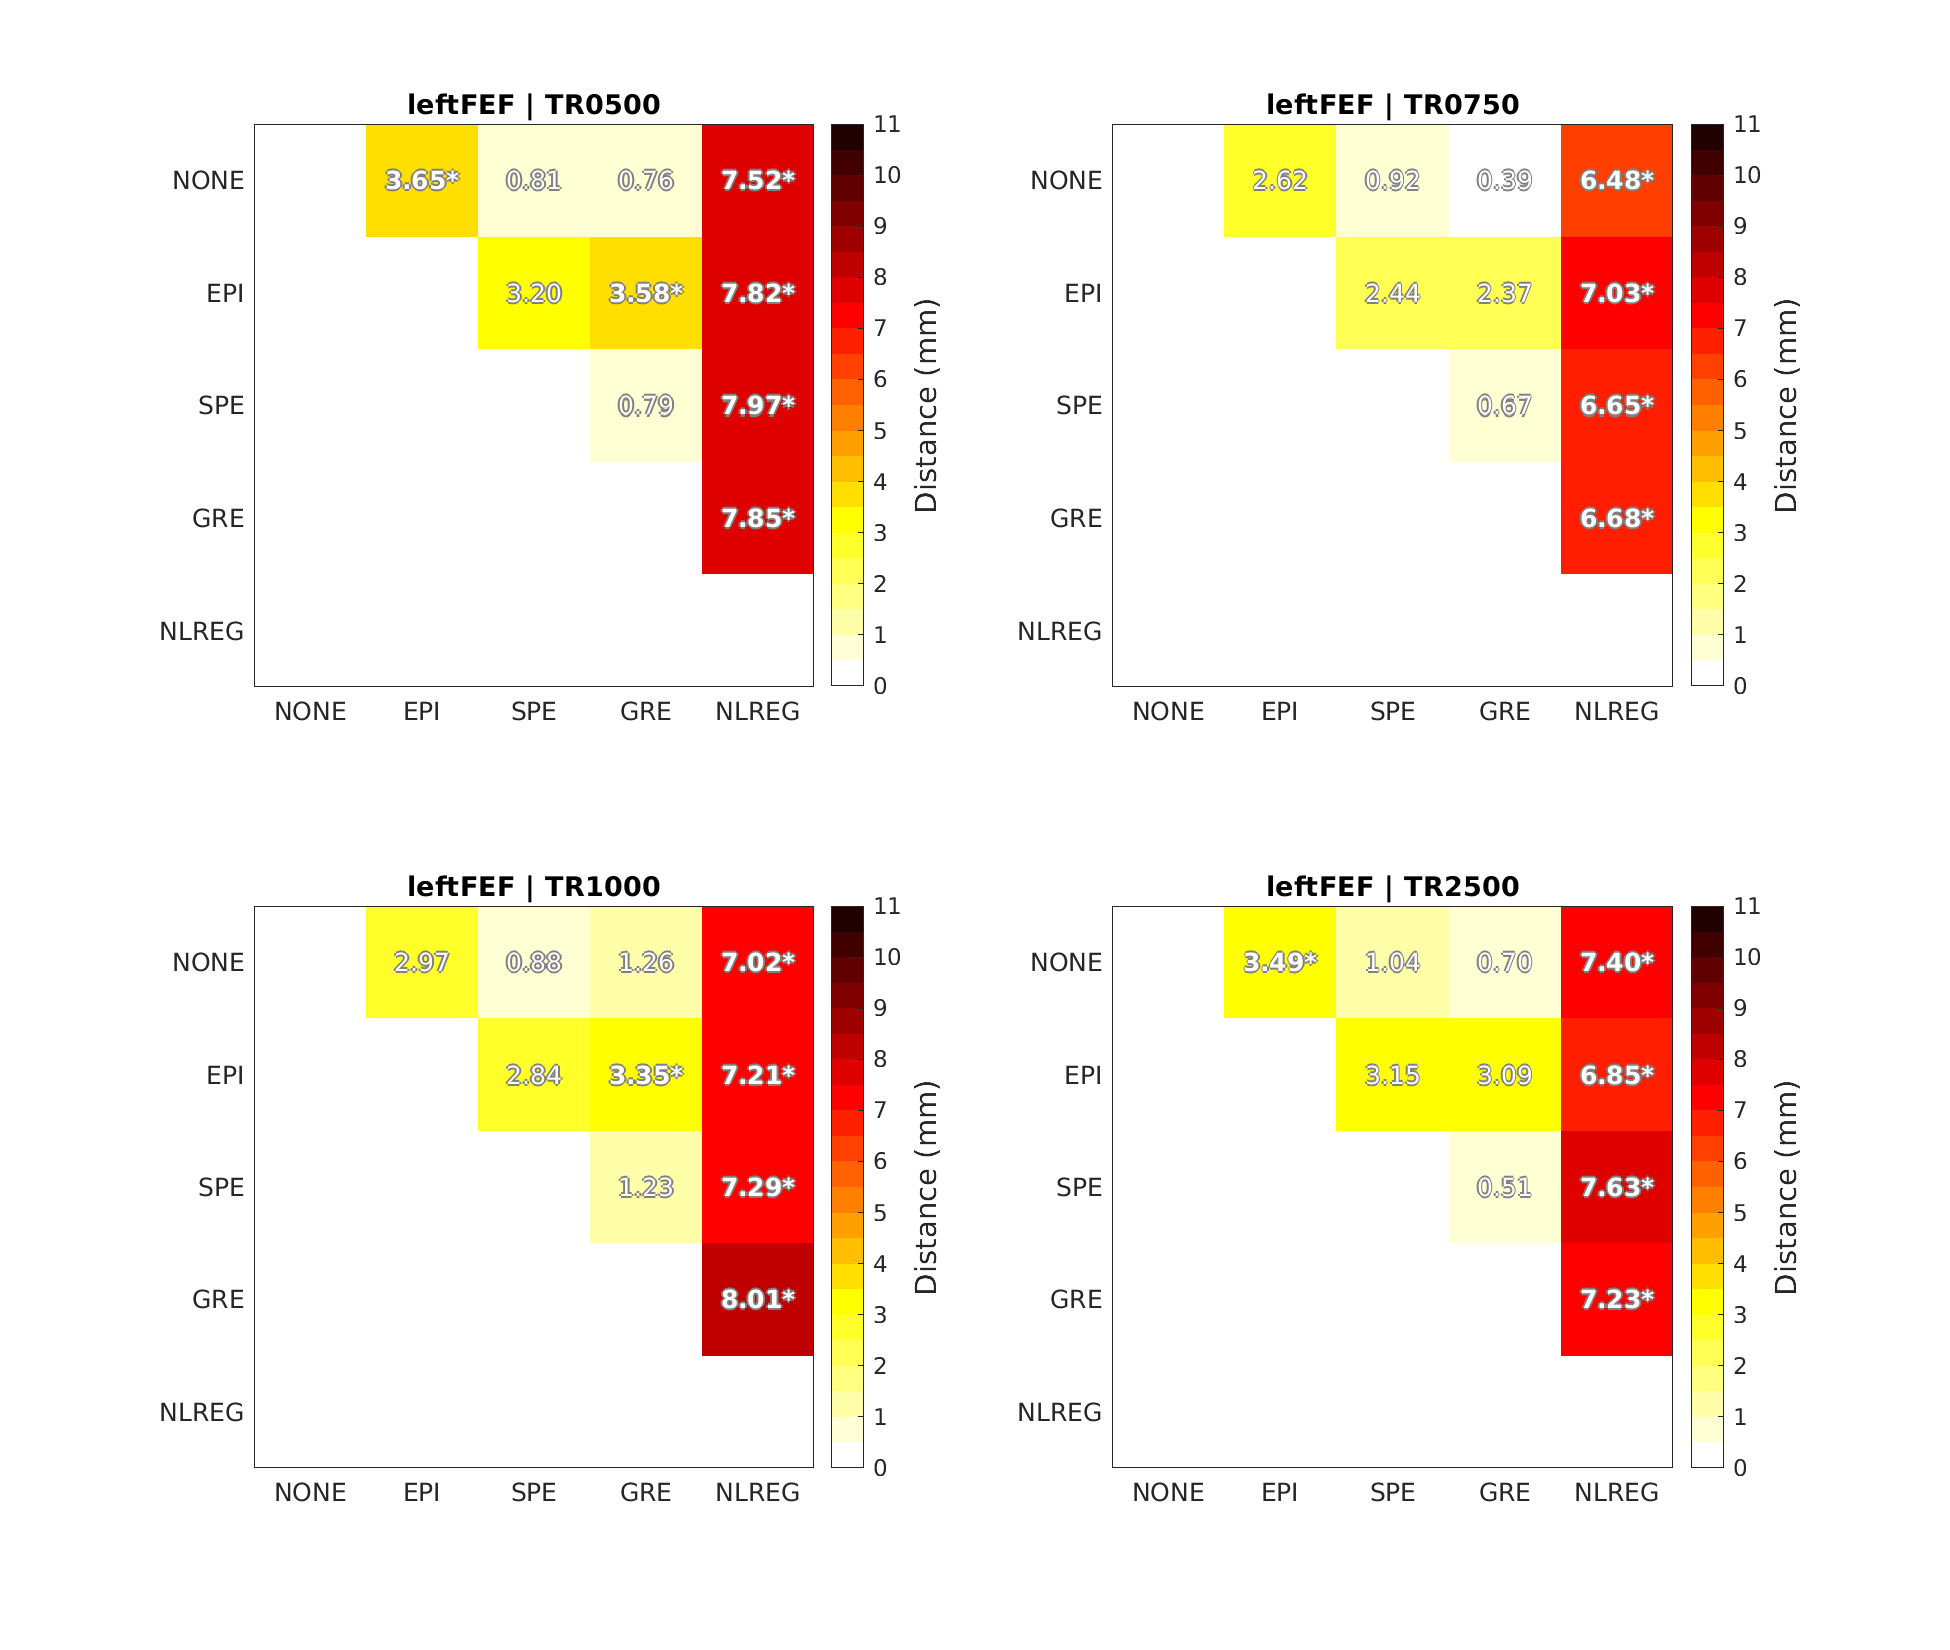 leftFEF | TR0500
NONE 3.65* 0.81 0.76 7.52*
EPI 3.20 3.58* 7.82*
SPE 0.79 7.97*
GRE 7.85*
NLREG
NONE EPI SPE GRE NLREG
11
10
9
8
7
6
5
4
3
2
1
0
Distance (mm)
leftFEF | TR0750
NONE 2.62 0.92 0.39 6.48*
EPI 2.44 2.37 7.03*
SPE 0.67 6.65*
GRE 6.68*
NLREG
NONE EPI SPE GRE NLREG
11
10
9
8
7
6
5
4
3
2
1
0
Distance (mm)
leftFEF | TR1000
NONE 2.97 0.88 1.26 7.02*
EPI 2.84 3.35* 7.21*
SPE 1.23 7.29*
GRE 8.01*
NLREG
NONE EPI SPE GRE NLREG
11
10
9
8
7
6
5
4
3
2
1
0
Distance (mm)
leftFEF | TR2500
NONE 3.49* 1.04 0.70 7.40*
EPI 3.15 3.09 6.85*
SPE 0.51 7.63*
GRE 7.23*
NLREG
NONE EPI SPE GRE NLREG
11
10
9
8
7
6
5
4
3
2
1
0
Distance (mm)